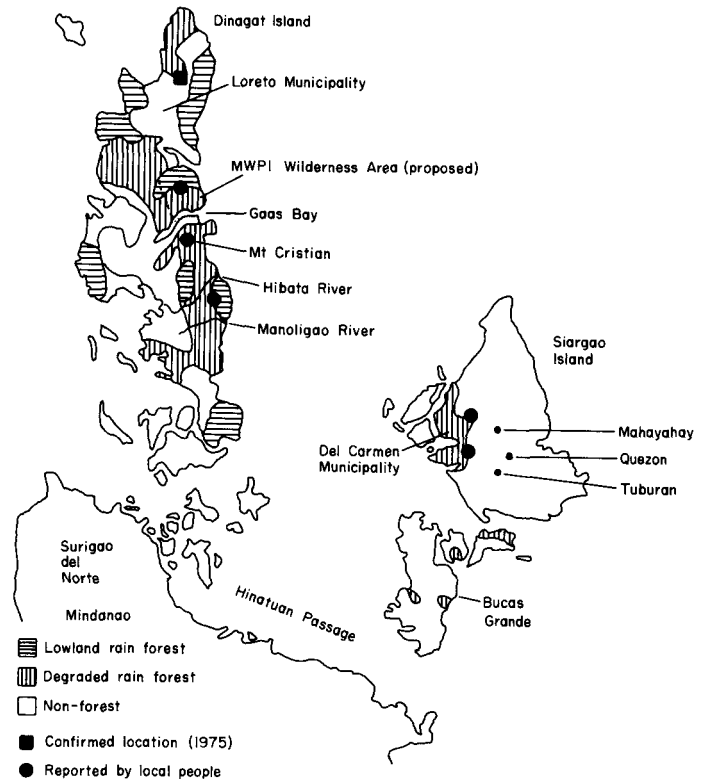 Dinagat Island
Loreto Municipality
MWPI Wilderness Area (proposed)
Gaas Bay
Mt Cristian
Hibata River
Manoligao River
Siargao
Island
Mahayahay
Del Carmen
Municipality
Quezon
Tuburan
Surigao
del
Norte
Mindanao
Hinatuan Passage
Bucas
Grande
Lowland rain forest
Degraded rain forest
Non-forest
Confirmed location (1975)
Reported by local people